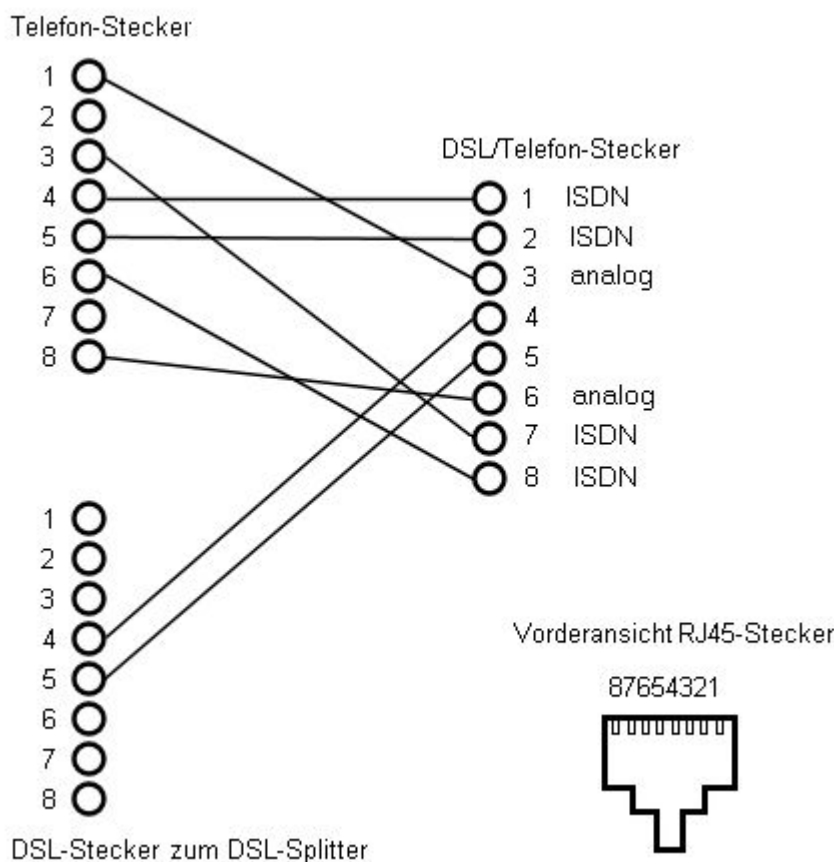 Telefon-Stecker
1
2
3
4
5
6
7
8
DSL/Telefon-Stecker
1 ISDN
2 ISDN
3 analog
4
5
6 analog
7 ISDN
8 ISDN
1
2
3
4
5
6
7
8
DSL-Stecker zum DSL-Splitter
Vorderansicht RJ45-Stecker
87654321